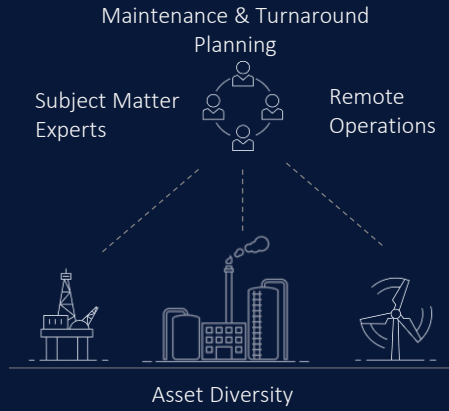 Maintenance & Turnaround
Planning
Subject Matter
Experts
Remote
Operations
Asset Diversity